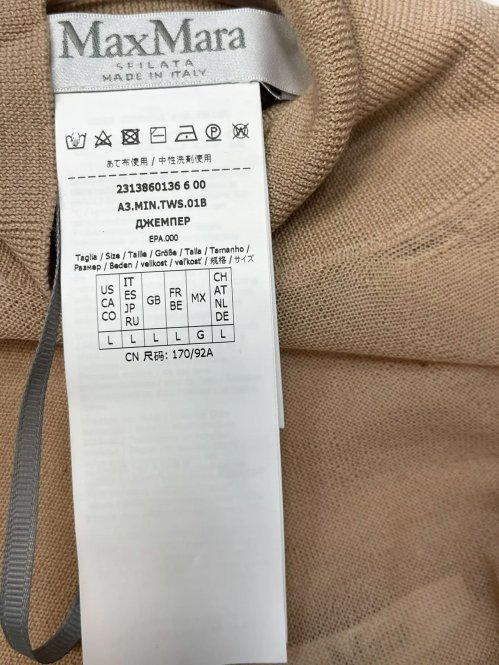 MaxMara
SFILATA
MADE IN ITALY
あて布使用 / 中性洗剤使用
2313860136 6 00
A3.MIN.TWS.01B
ДЖЕМПЕР
EPA.000
Taglia / Size / Taille / Größe / Talla / Tamanho /
Размер / Beden / velikost / veľkosť / 规格 / サイズ
US CA CO IT ES JP RU GB FR BE MX CH AT NL DE
L L L L G L
CN 尺码: 170/92A